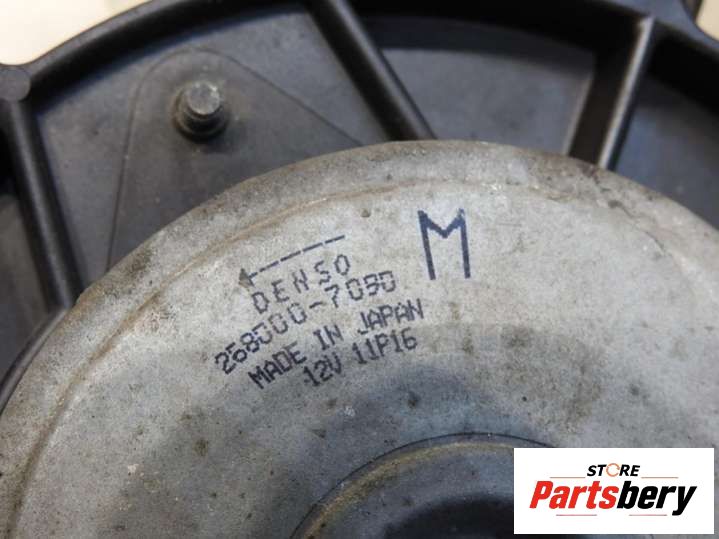 M
DENSO
268000-7090
MADE IN JAPAN
12V 11P16
STORE
Partsbery